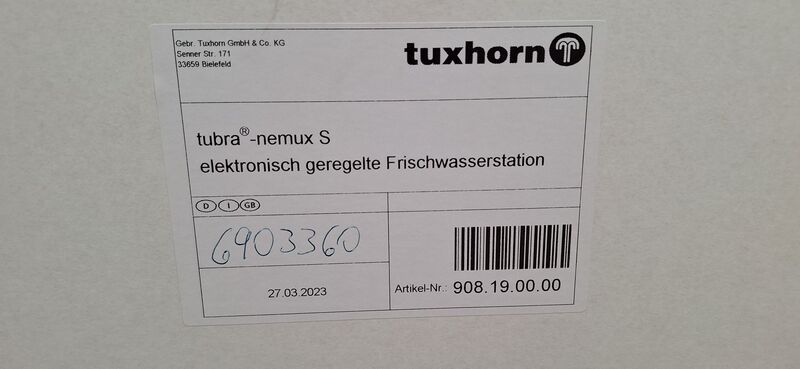 Gebr. Tuxhorn GmbH & Co. KG
Senner Str. 171
33659 Bielefeld
tuxhorn
tubra®-nemux S
elektronisch geregelte Frischwasserstation
D I GB
6903360
27.03.2023
Artikel-Nr.: 908.19.00.00